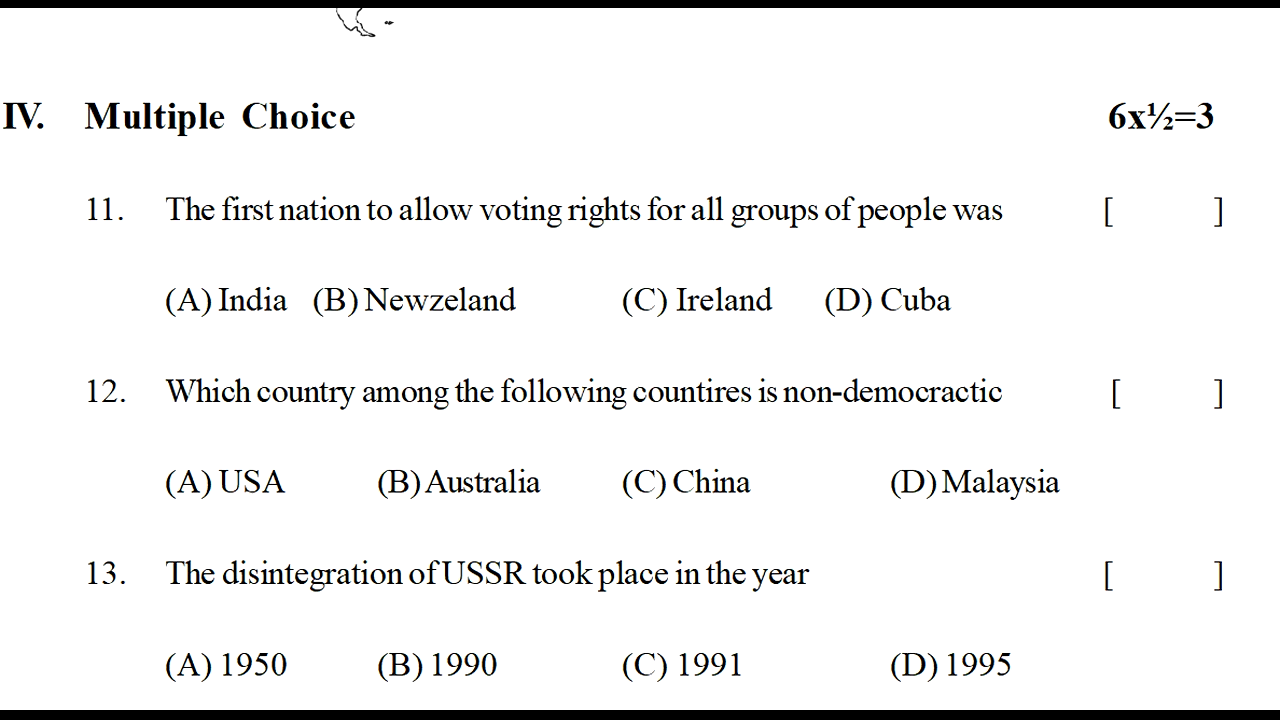 IV. Multiple Choice 6x½=3
11. The first nation to allow voting rights for all groups of people was [ ]
(A) India (B) Newzeland (C) Ireland (D) Cuba
12. Which country among the following countires is non-democractic [ ]
(A) USA (B) Australia (C) China (D) Malaysia
13. The disintegration of USSR took place in the year [ ]
(A) 1950 (B) 1990 (C) 1991 (D) 1995